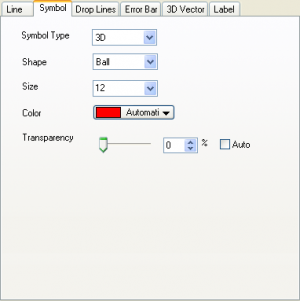 Line Symbol Drop Lines Error Bar 3D Vector Label
Symbol Type 3D
Shape Ball
Size 12
Color Automati
Transparency 0 % Auto